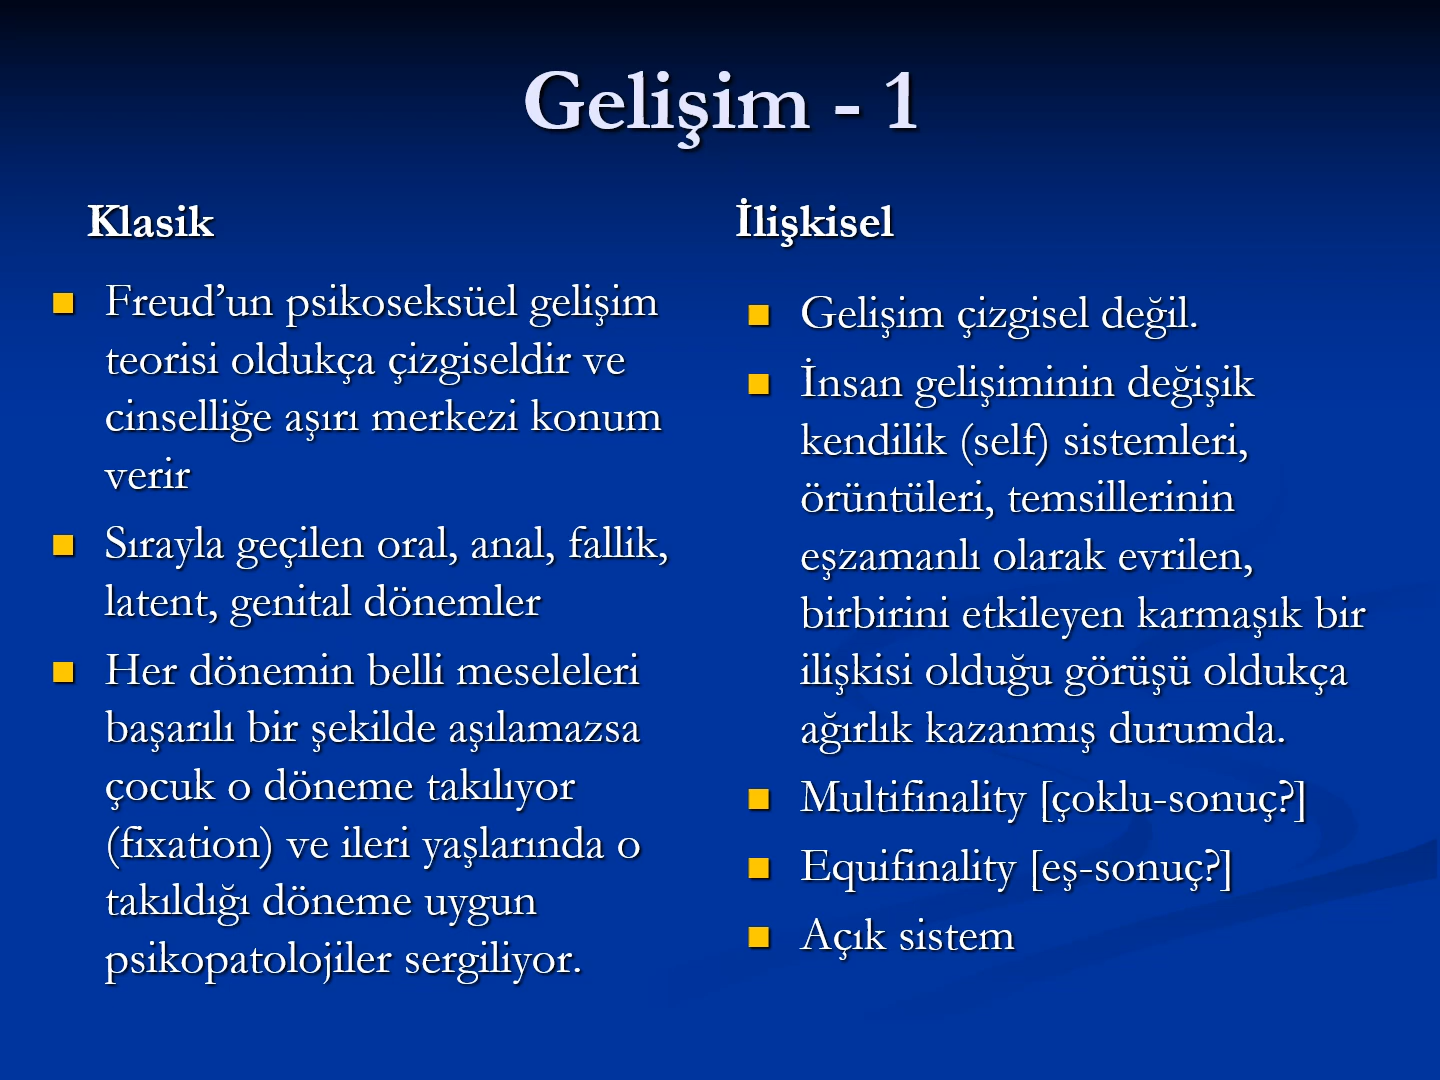 Gelişim - 1
Klasik
Freud’un psikoseksüel gelişim
teorisi oldukça çizgiseldir ve
cinselliğe aşırı merkezi konum
verir
Sırayla geçilen oral, anal, fallik,
latent, genital dönemler
Her dönemin belli meseleleri
başarılı bir şekilde aşılamazsa
çocuk o döneme takılıyor
(fixation) ve ileri yaşlarında o
takıldığı döneme uygun
psikopatolojiler sergiliyor.
İlişkisel
Gelişim çizgisel değil.
İnsan gelişiminin değişik
kendilik (self) sistemleri,
örüntüleri, temsillerinin
eşzamanlı olarak evrilen,
birbirini etkileyen karmaşık bir
ilişkisi olduğu görüşü oldukça
ağırlık kazanmış durumda.
Multifinality [çoklu-sonuç?]
Equifinality [eş-sonuç?]
Açık sistem